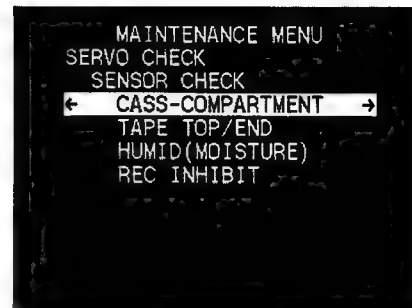 MAINTENANCE MENU
SERVO CHECK
SENSOR CHECK
← CASS-COMPARTMENT →
TAPE TOP/END
HUMID(MOISTURE)
REC INHIBIT